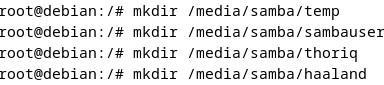 root@debian:/# mkdir /media/samba/temp
root@debian:/# mkdir /media/samba/sambauser
root@debian:/# mkdir /media/samba/thoriq
root@debian:/# mkdir /media/samba/haaland